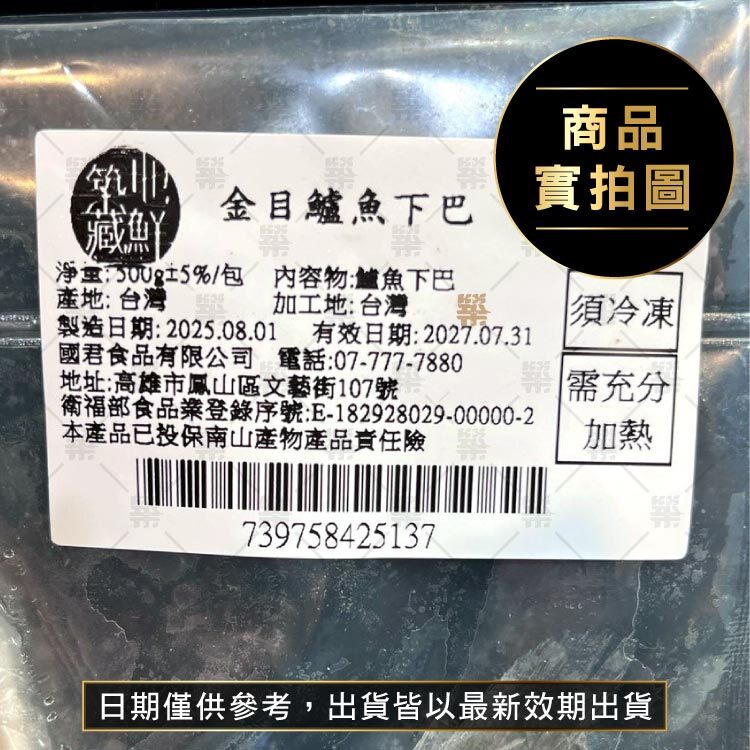 商品
實拍圖
築藏
金目鱸魚下巴
淨重:500g±5%/包 內容物:鱸魚下巴
產地:台灣 加工地:台灣
製造日期:2025.08.01 有效日期:2027.07.31
國君食品有限公司 電話:07-777-7880
地址:高雄市鳳山區文藝街107號
衛福部食品業登錄序號:E-182928029-00000-2
本產品已投保南山產物產品責任險
須冷凍
需充分
加熱
739758425137
日期僅供參考,出貨皆以最新效期出貨